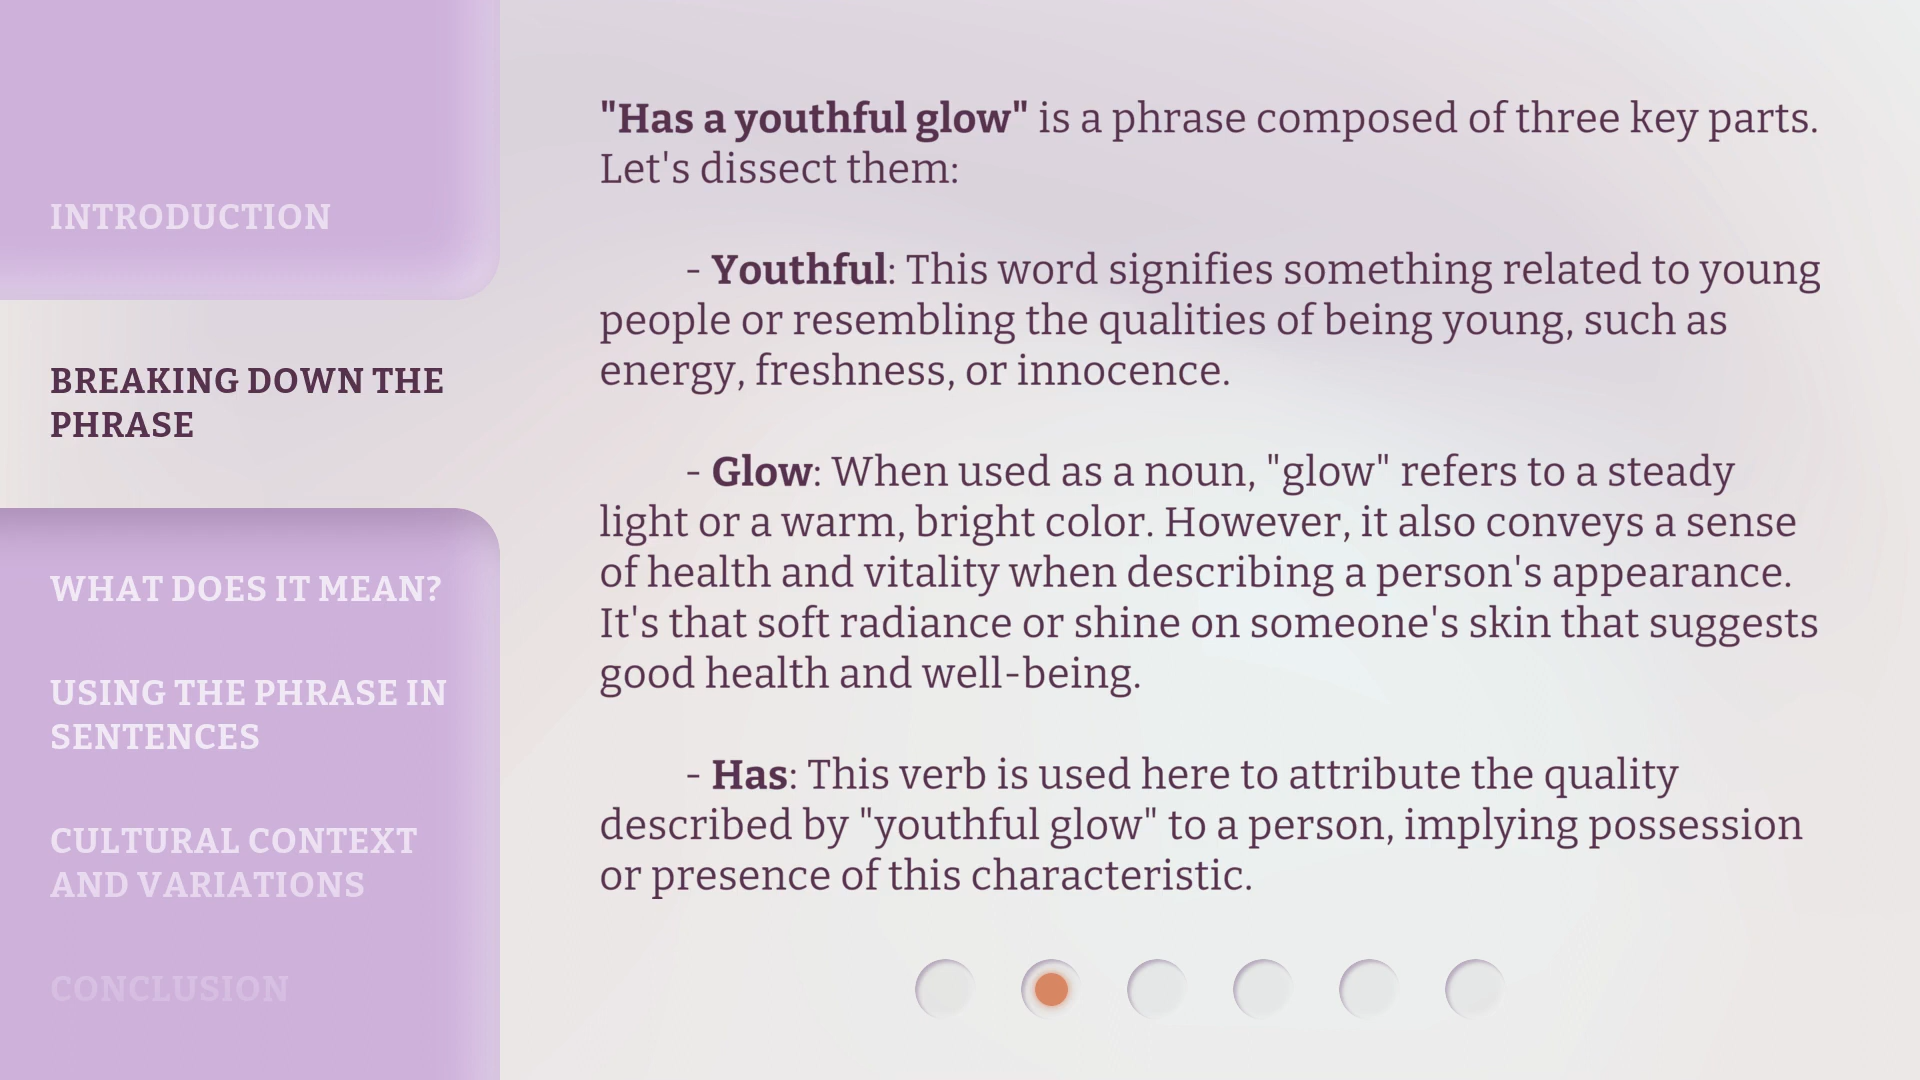 INTRODUCTION
BREAKING DOWN THE
PHRASE
WHAT DOES IT MEAN?
USING THE PHRASE IN
SENTENCES
CULTURAL CONTEXT
AND VARIATIONS
CONCLUSION
"Has a youthful glow" is a phrase composed of three key parts.
Let's dissect them:
- Youthful: This word signifies something related to young
people or resembling the qualities of being young, such as
energy, freshness, or innocence.
- Glow: When used as a noun, "glow" refers to a steady
light or a warm, bright color. However, it also conveys a sense
of health and vitality when describing a person's appearance.
It's that soft radiance or shine on someone's skin that suggests
good health and well-being.
- Has: This verb is used here to attribute the quality
described by "youthful glow" to a person, implying possession
or presence of this characteristic.